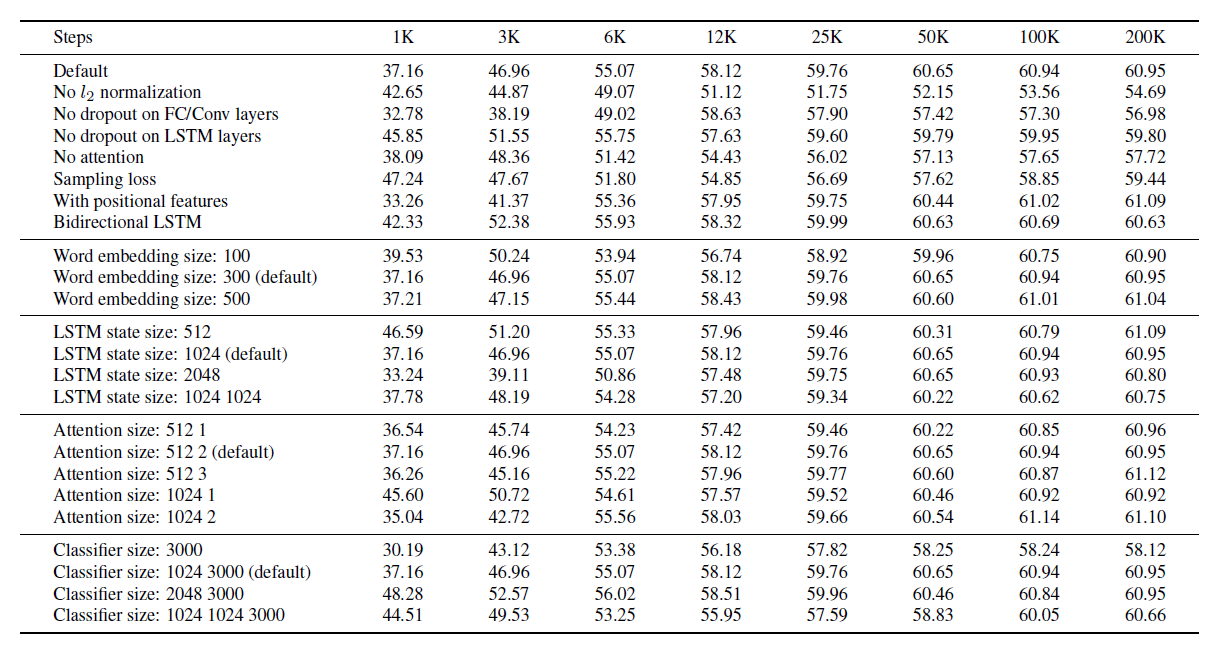 Steps 1K 3K 6K 12K 25K 50K 100K 200K
Default 37.16 46.96 55.07 58.12 59.76 60.65 60.94 60.95
No l2 normalization 42.65 44.87 49.07 51.12 51.75 52.15 53.56 54.69
No dropout on FC/Conv layers 32.78 38.19 49.02 58.63 57.90 57.42 57.30 56.98
No dropout on LSTM layers 45.85 51.55 55.75 57.63 59.60 59.79 59.95 59.80
No attention 38.09 48.36 51.42 54.43 56.02 57.13 57.65 57.72
Sampling loss 47.24 47.67 51.80 54.85 56.69 57.62 58.85 59.44
With positional features 33.26 41.37 55.36 57.95 59.75 60.44 61.02 61.09
Bidirectional LSTM 42.33 52.38 55.93 58.32 59.99 60.63 60.69 60.63
Word embedding size: 100 39.53 50.24 53.94 56.74 58.92 59.96 60.75 60.90
Word embedding size: 300 (default) 37.16 46.96 55.07 58.12 59.76 60.65 60.94 60.95
Word embedding size: 500 37.21 47.15 55.44 58.43 59.98 60.60 61.01 61.04
LSTM state size: 512 46.59 51.20 55.33 57.96 59.46 60.31 60.79 61.09
LSTM state size: 1024 (default) 37.16 46.96 55.07 58.12 59.76 60.65 60.94 60.95
LSTM state size: 2048 33.24 39.11 50.86 57.48 59.75 60.65 60.93 60.80
LSTM state size: 1024 1024 37.78 48.19 54.28 57.20 59.34 60.22 60.62 60.75
Attention size: 512 1 36.54 45.74 54.23 57.42 59.46 60.22 60.85 60.96
Attention size: 512 2 (default) 37.16 46.96 55.07 58.12 59.76 60.65 60.94 60.95
Attention size: 512 3 36.26 45.16 55.22 57.96 59.77 60.60 60.87 61.12
Attention size: 1024 1 45.60 50.72 54.61 57.57 59.52 60.46 60.92 60.92
Attention size: 1024 2 35.04 42.72 55.56 58.03 59.66 60.54 61.14 61.10
Classifier size: 3000 30.19 43.12 53.38 56.18 57.82 58.25 58.24 58.12
Classifier size: 1024 3000 (default) 37.16 46.96 55.07 58.12 59.76 60.65 60.94 60.95
Classifier size: 2048 3000 48.28 52.57 56.02 58.51 59.96 60.46 60.84 60.95
Classifier size: 1024 1024 3000 44.51 49.53 53.25 55.95 57.59 58.83 60.05 60.66